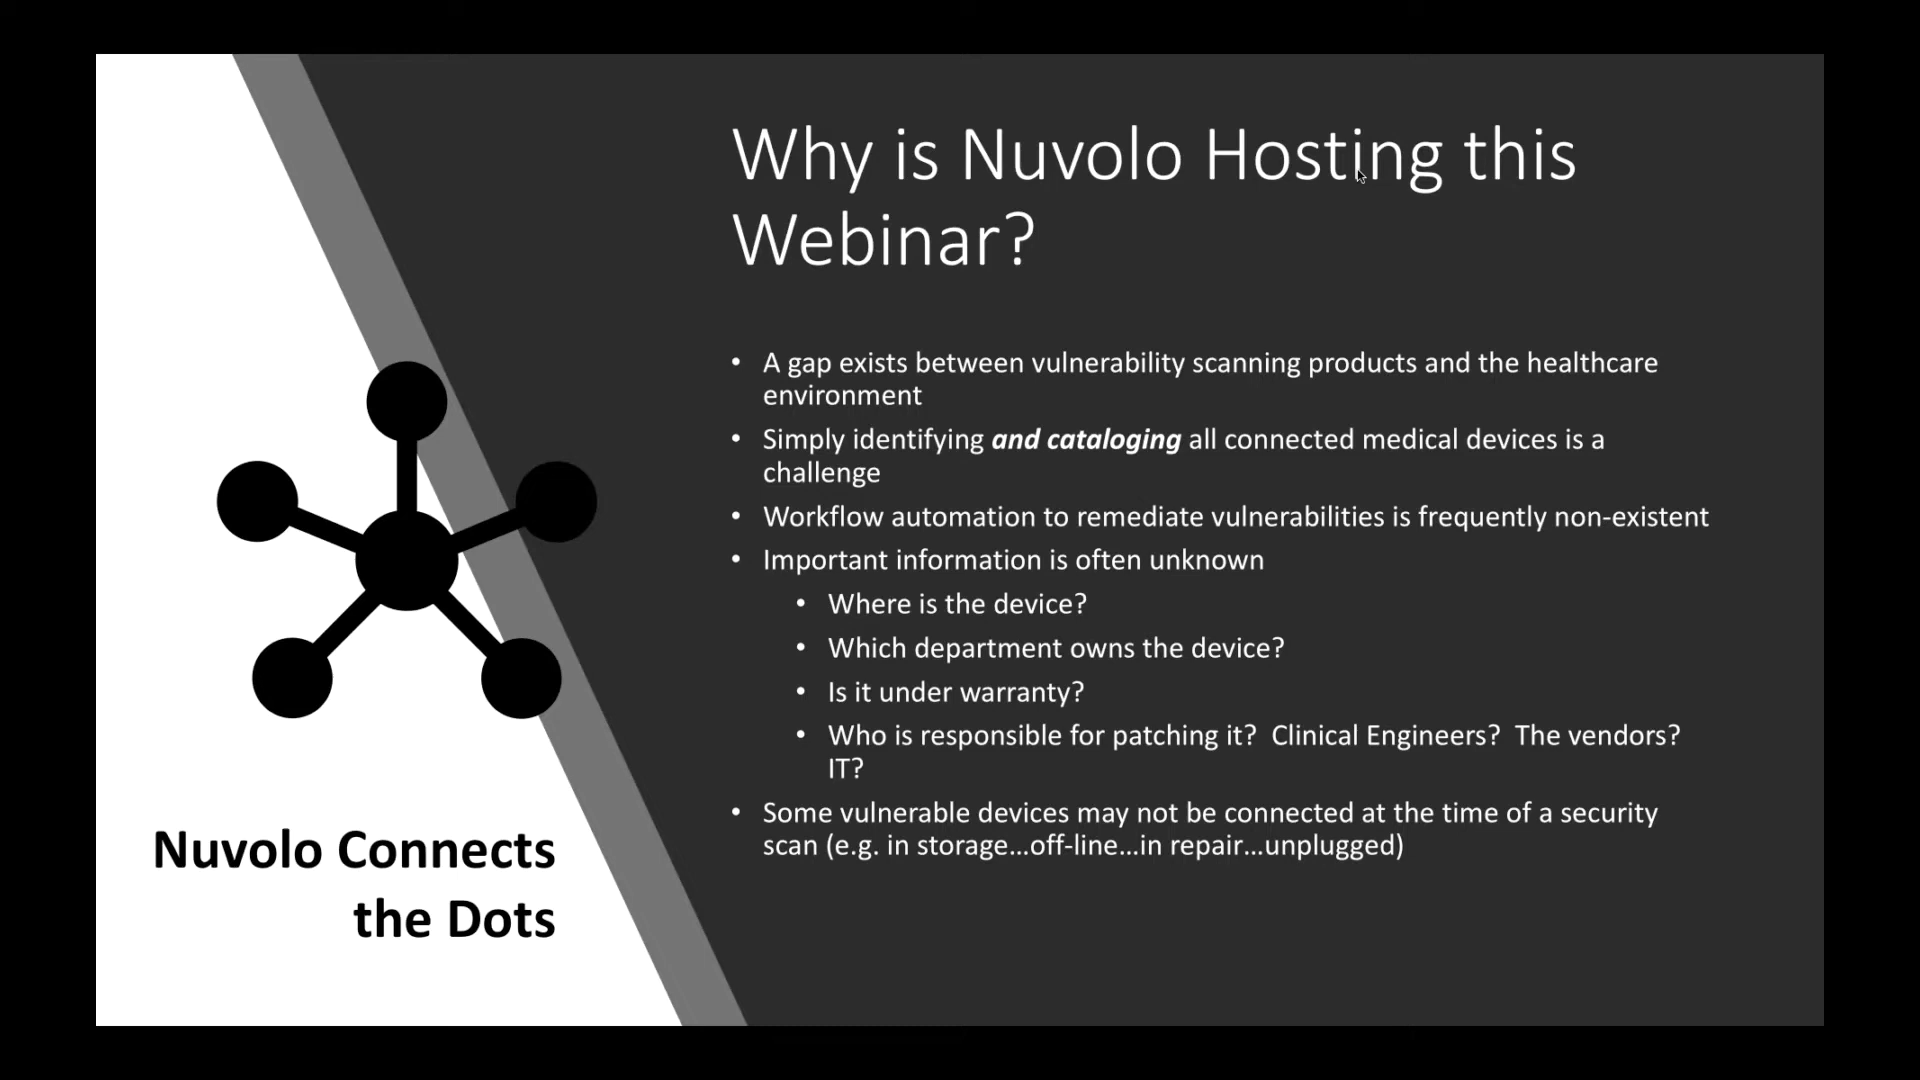 Why is Nuvolo Hosting this
Webinar?
• A gap exists between vulnerability scanning products and the healthcare
environment
• Simply identifying and cataloging all connected medical devices is a
challenge
• Workflow automation to remediate vulnerabilities is frequently non-existent
• Important information is often unknown
• Where is the device?
• Which department owns the device?
• Is it under warranty?
• Who is responsible for patching it?  Clinical Engineers?  The vendors?
IT?
• Some vulnerable devices may not be connected at the time of a security
scan (e.g. in storage...off-line...in repair...unplugged)
Nuvolo Connects
the Dots